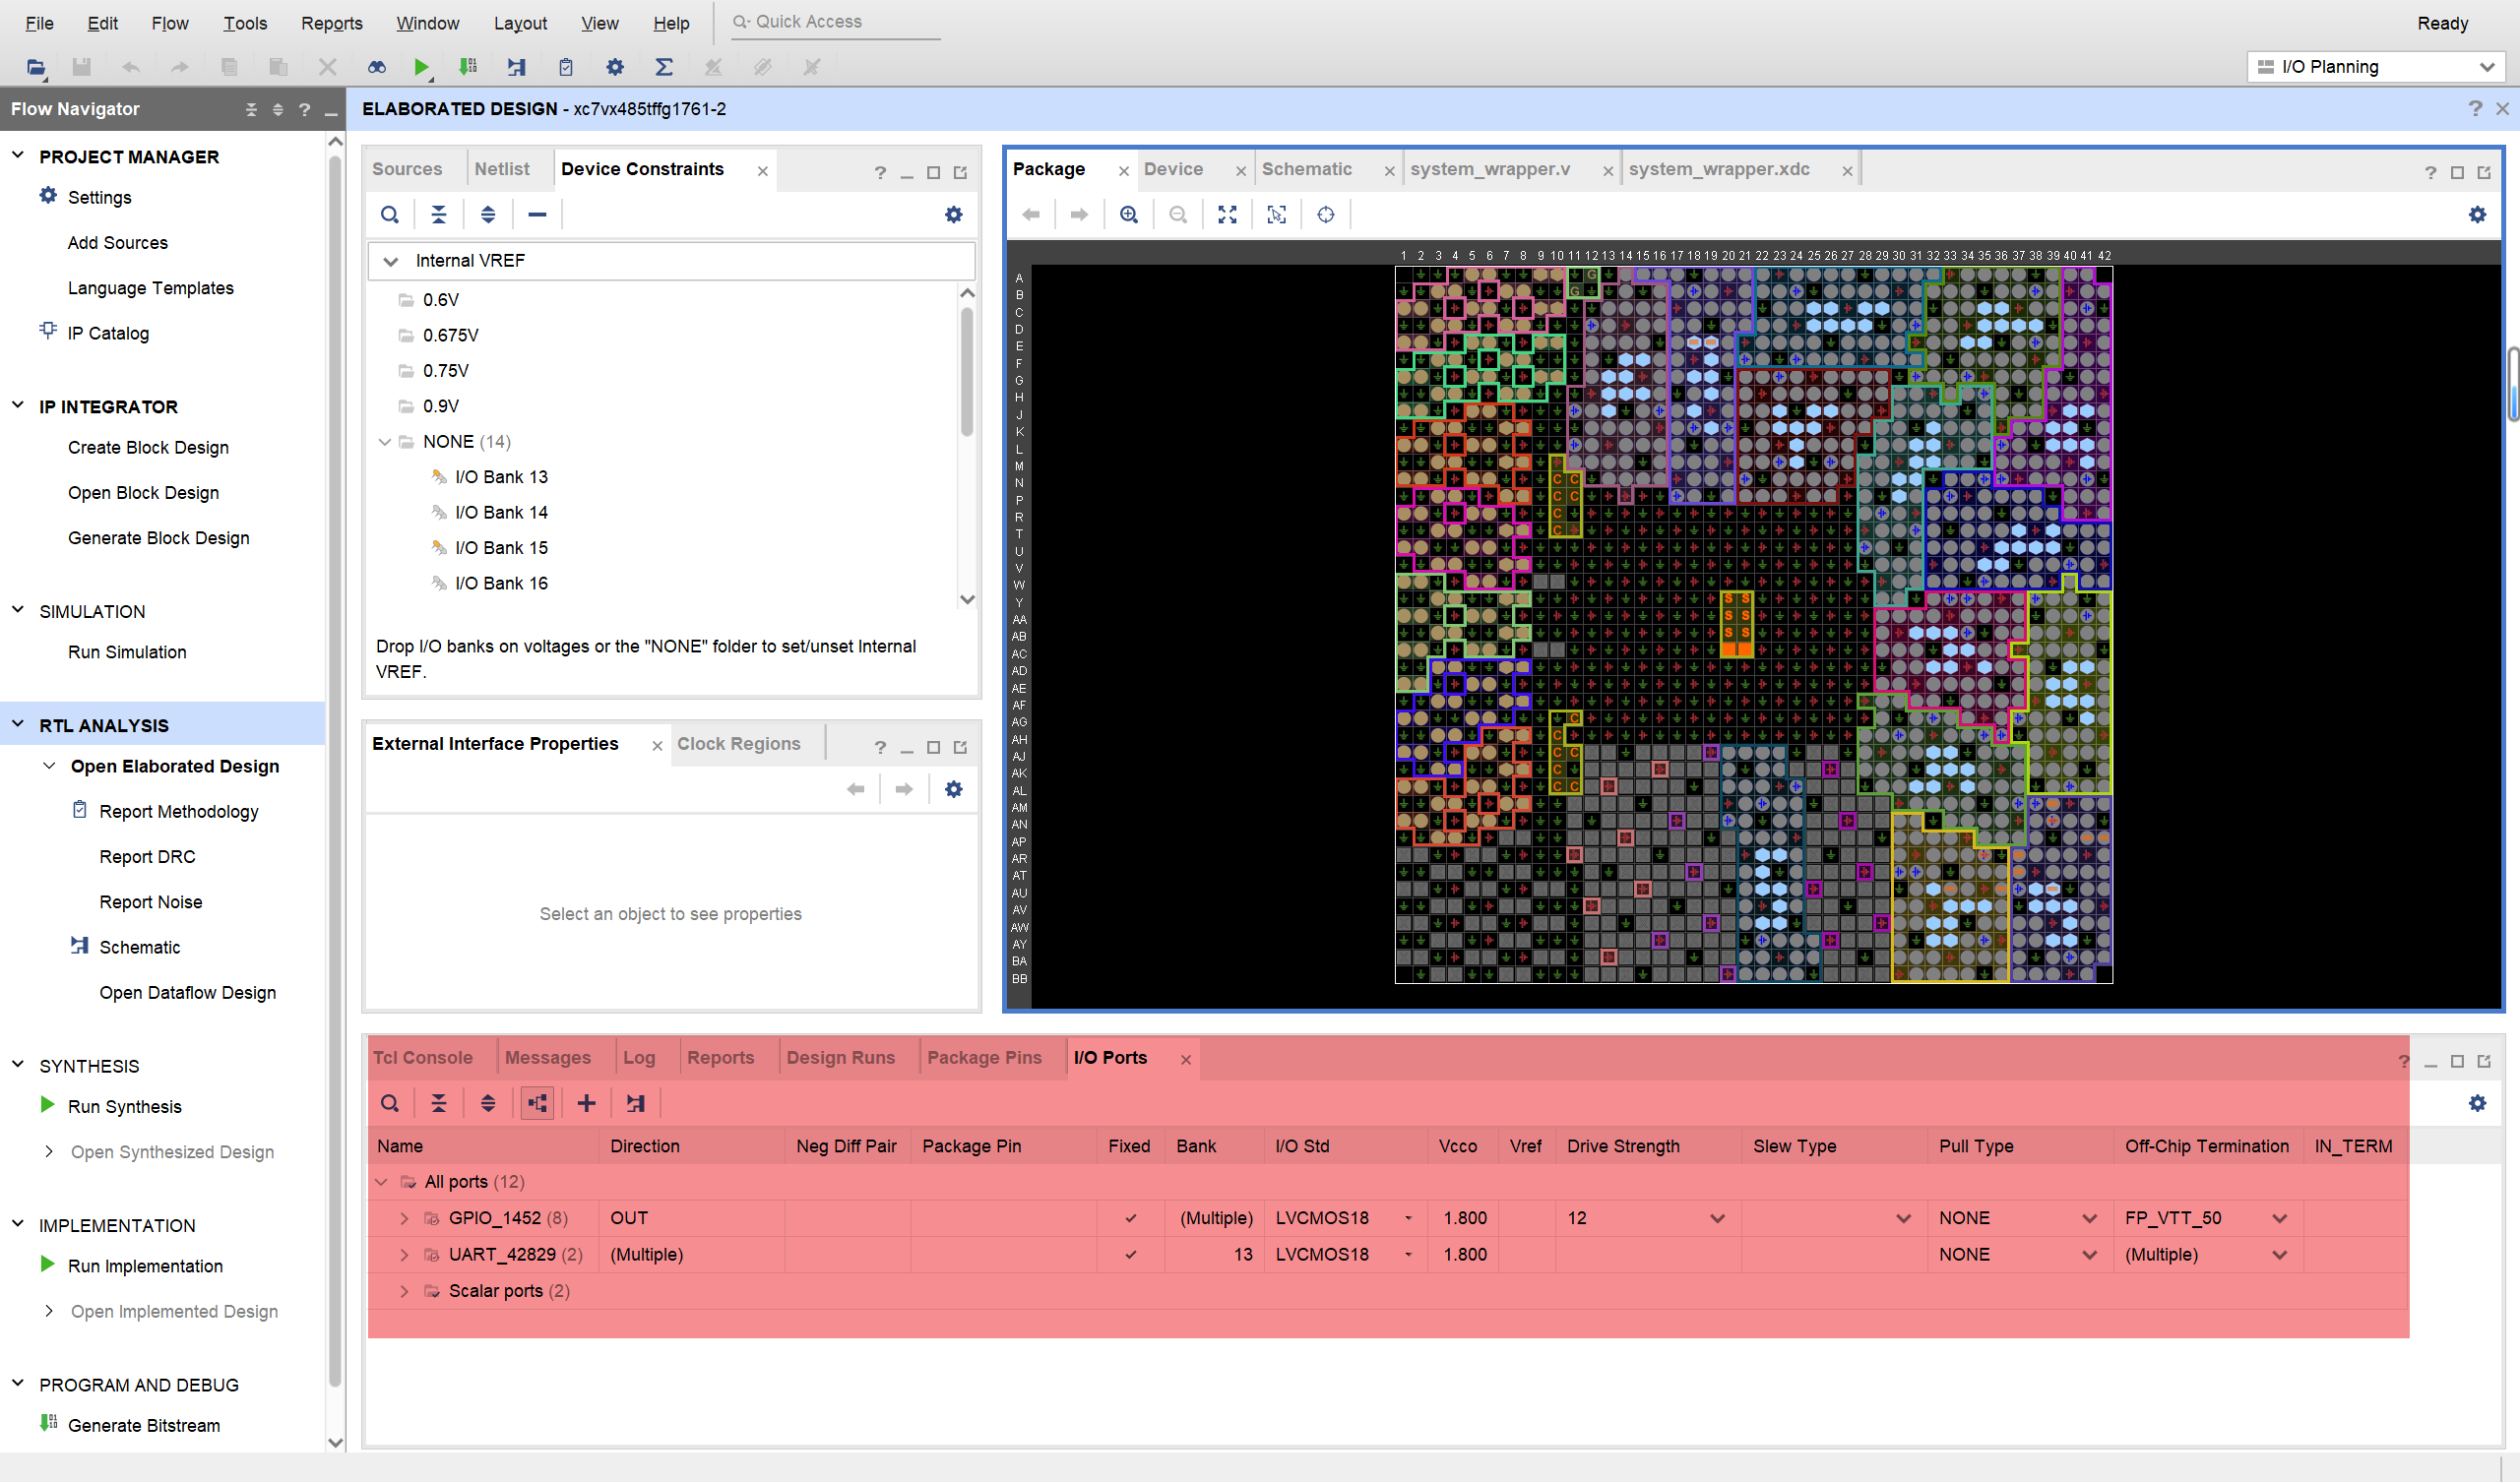 File Edit Flow Tools Reports Window Layout View Help Quick Access Ready
I/O Planning
Flow Navigator ? ELABORATED DESIGN - xc7vx485tffg1761-2 ?
PROJECT MANAGER
Settings
Add Sources
Language Templates
IP Catalog
IP INTEGRATOR
Create Block Design
Open Block Design
Generate Block Design
SIMULATION
Run Simulation
RTL ANALYSIS
Open Elaborated Design
Report Methodology
Report DRC
Report Noise
Schematic
Open Dataflow Design
SYNTHESIS
Run Synthesis
Open Synthesized Design
IMPLEMENTATION
Run Implementation
Open Implemented Design
PROGRAM AND DEBUG
Generate Bitstream
Sources Netlist Device Constraints ?
Internal VREF
0.6V
0.675V
0.75V
0.9V
NONE (14)
I/O Bank 13
I/O Bank 14
I/O Bank 15
I/O Bank 16
Drop I/O banks on voltages or the "NONE" folder to set/unset Internal
VREF.
External Interface Properties Clock Regions ?
Select an object to see properties
Package Device Schematic system_wrapper.v system_wrapper.xdc ?
1 2 3 4 5 6 7 8 9 10 11 12 13 14 15 16 17 18 19 20 21 22 23 24 25 26 27 28 29 30 31 32 33 34 35 36 37 38 39 40 41 42
A
B
C
D
E
F
G
H
J
K
L
M
N
P
R
T
U
V
W
Y
AA
AB
AC
AD
AE
AF
AG
AH
AJ
AK
AL
AM
AN
AP
AR
AT
AU
AV
AW
AY
BA
BB
Tcl Console Messages Log Reports Design Runs Package Pins I/O Ports ?
Name Direction Neg Diff Pair Package Pin Fixed Bank I/O Std Vcco Vref Drive Strength Slew Type Pull Type Off-Chip Termination IN_TERM
All ports (12)
GPIO_1452 (8) OUT (Multiple) LVCMOS18 1.800 12 NONE FP_VTT_50
UART_42829 (2) (Multiple) 13 LVCMOS18 1.800 NONE (Multiple)
Scalar ports (2)